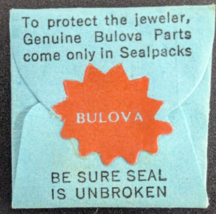 To protect the jeweler,
Genuine Bulova Parts
come only in Sealpacks
BULOVA
BE SURE SEAL
IS UNBROKEN